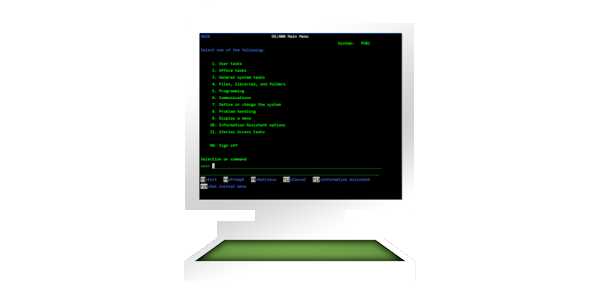 MAIN OS/400 Main Menu
System: PUB1
Select one of the following:
1. User tasks
2. Office tasks
3. General system tasks
4. Files, libraries, and folders
5. Programming
6. Communications
7. Define or change the system
8. Problem handling
9. Display a menu
10. Information Assistant options
11. iSeries Access tasks
90. Sign off
Selection or command
===>
F3=Exit F4=Prompt F9=Retrieve F12=Cancel F13=Information Assistant
F23=Set initial menu